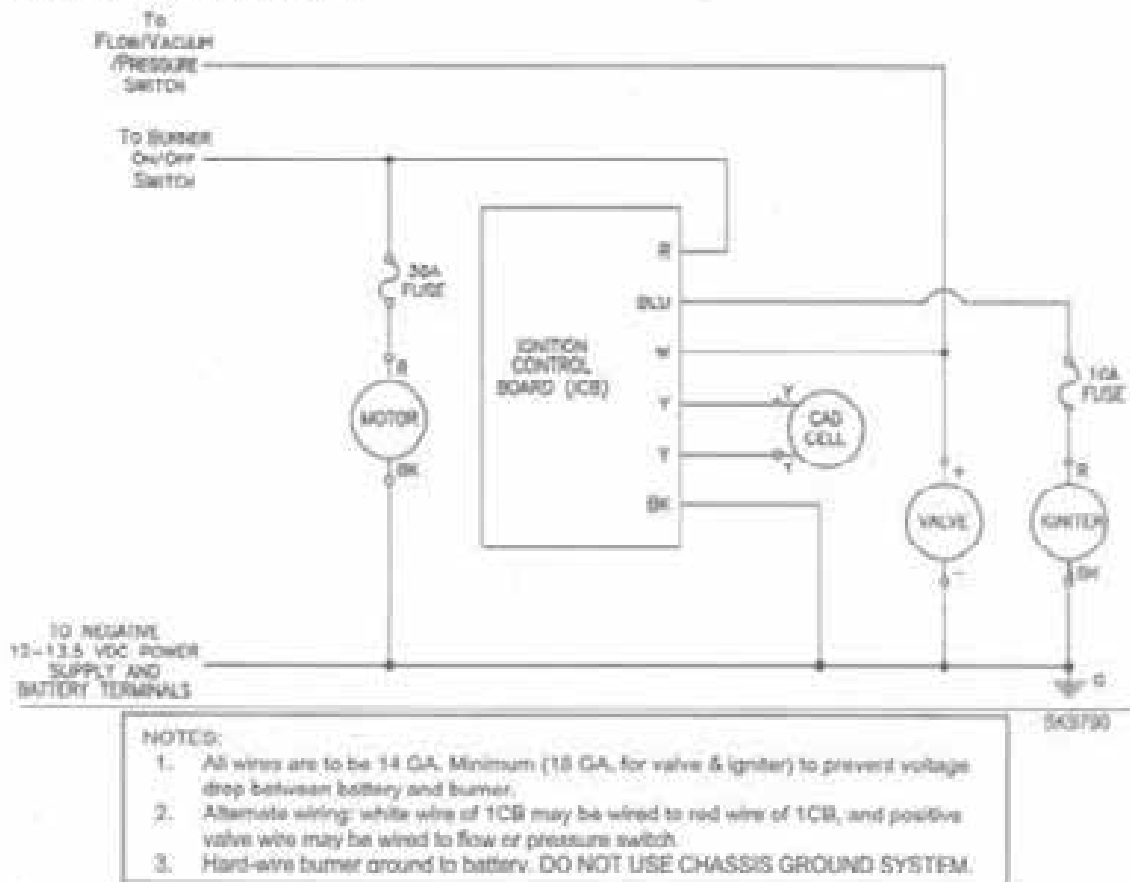 To
FLOW/VACUUM
/PRESSURE
SWITCH
TO BURNER
ON/OFF
SWITCH
30A
FUSE
R
MOTOR
BK
IGNITION
CONTROL
BOARD (ICB)
R
BLU
W
Y
Y
BK
Y
CAD
CELL
Y
10A
FUSE
+
VALVE
-
R
IGNITER
BK
TO NEGATIVE
12-13.5 VDC POWER
SUPPLY AND
BATTERY TERMINALS
G
SK9790
NOTES:
1. All wires are to be 14 GA. Minimum (18 GA. for valve & igniter) to prevent voltage
drop between battery and burner.
2. Alternate wiring: white wire of 1CB may be wired to red wire of 1CB, and positive
valve wire may be wired to flow or pressure switch.
3. Hard-wire burner ground to battery. DO NOT USE CHASSIS GROUND SYSTEM.